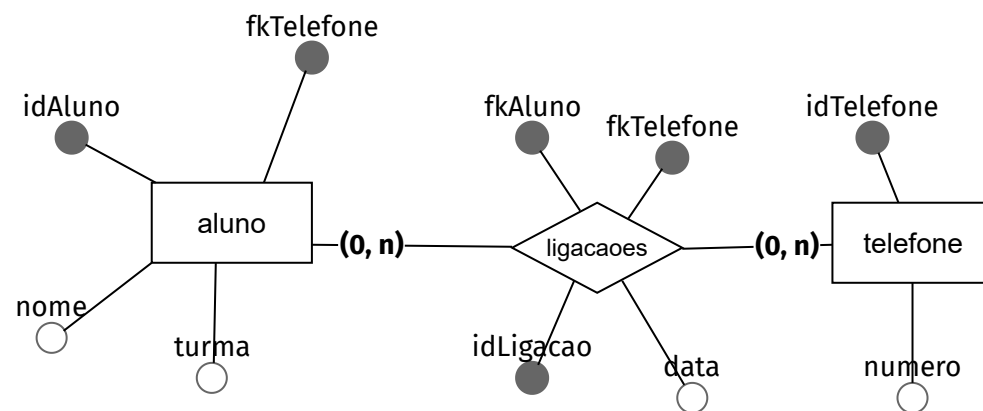 fkTelefone
idAluno
fkAluno
fkTelefone
idTelefone
aluno
(0, n)
ligacaoes
(0, n)
telefone
nome
turma
idLigacao
data
numero